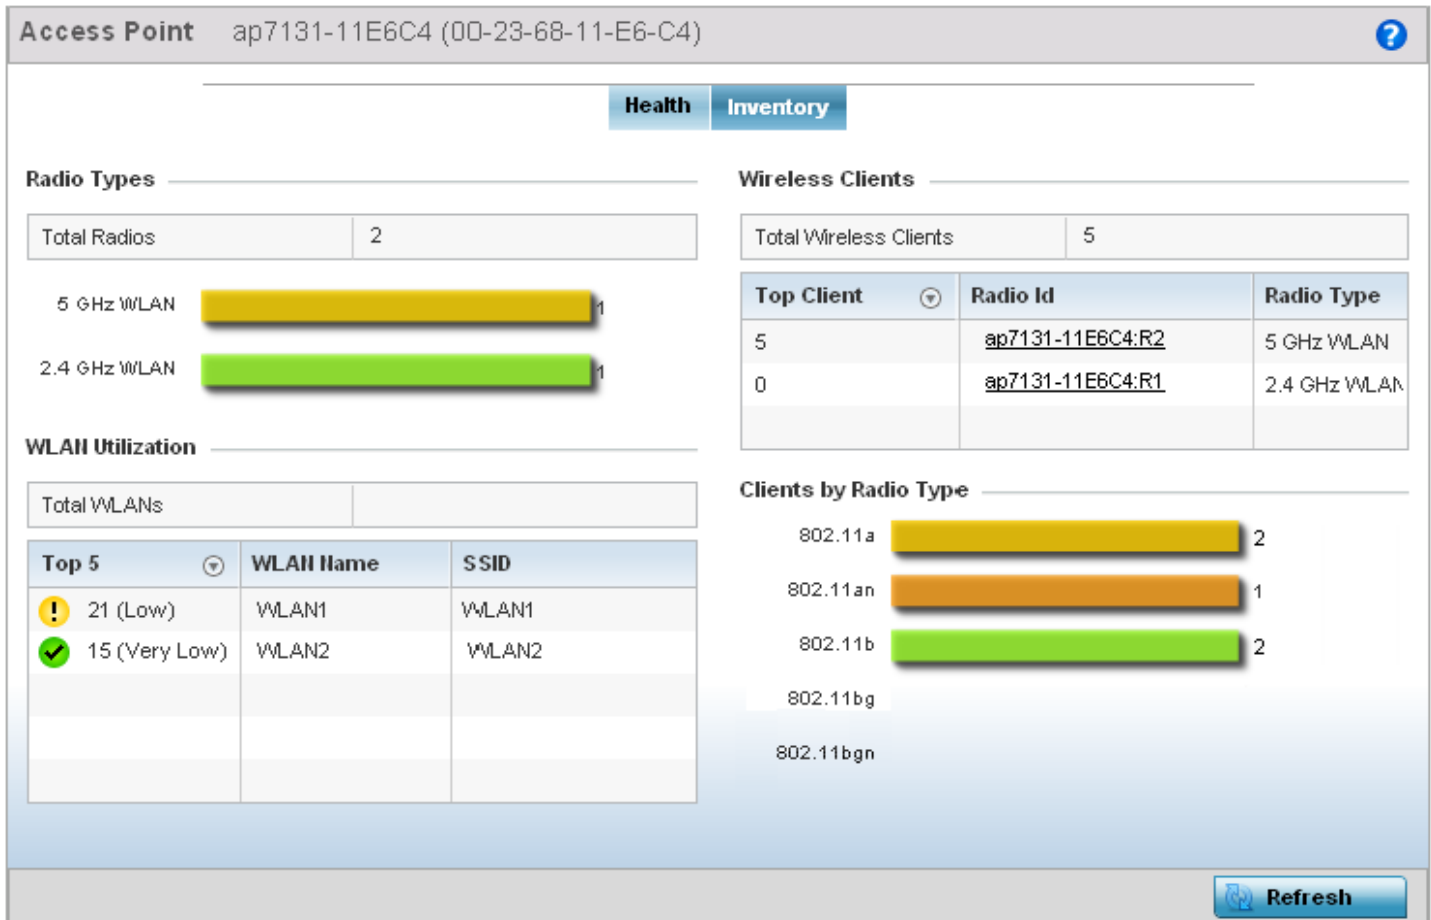 Access Point ap7131-11E6C4 (00-23-68-11-E6-C4)
?
Health Inventory
Radio Types
Total Radios 2
5 GHz WLAN 1
2.4 GHz WLAN 1
WLAN Utilization
Total WLANs
Top 5 WLAN Name SSID
21 (Low) WLAN1 WLAN1
15 (Very Low) WLAN2 WLAN2
Wireless Clients
Total Wireless Clients 5
Top Client Radio Id Radio Type
5 ap7131-11E6C4:R2 5 GHz WLAN
0 ap7131-11E6C4:R1 2.4 GHz WLAN
Clients by Radio Type
802.11a 2
802.11an 1
802.11b 2
802.11bg
802.11bgn
Refresh